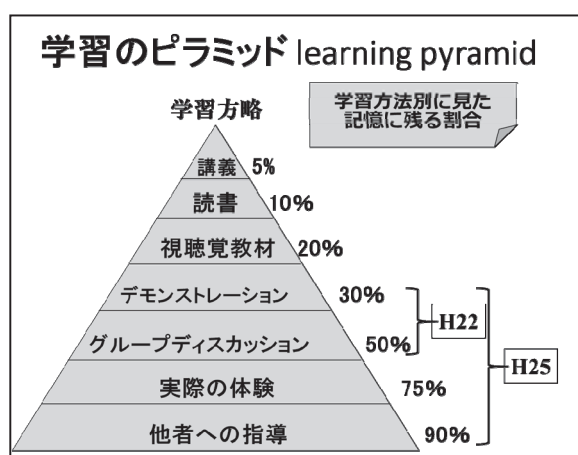 学習のピラミッド learning pyramid
学習方略
学習方法別に見た
記憶に残る割合
講義 5%
読書 10%
視聴覚教材 20%
デモンストレーション 30%
H22
グループディスカッション 50%
H25
実際の体験 75%
他者への指導 90%